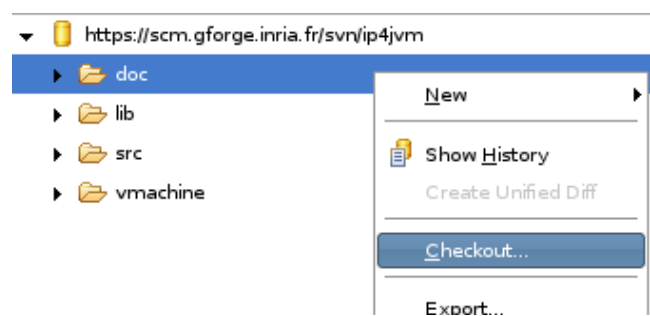 https://scm.gforge.inria.fr/svn/ip4jvm
doc
lib
src
vmachine
New
Show History
Create Unified Diff
Checkout...
Export...